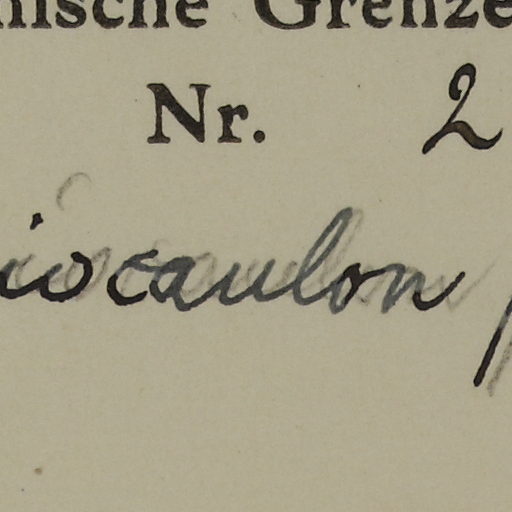 nische Grenze
Nr. 2
iocaulon